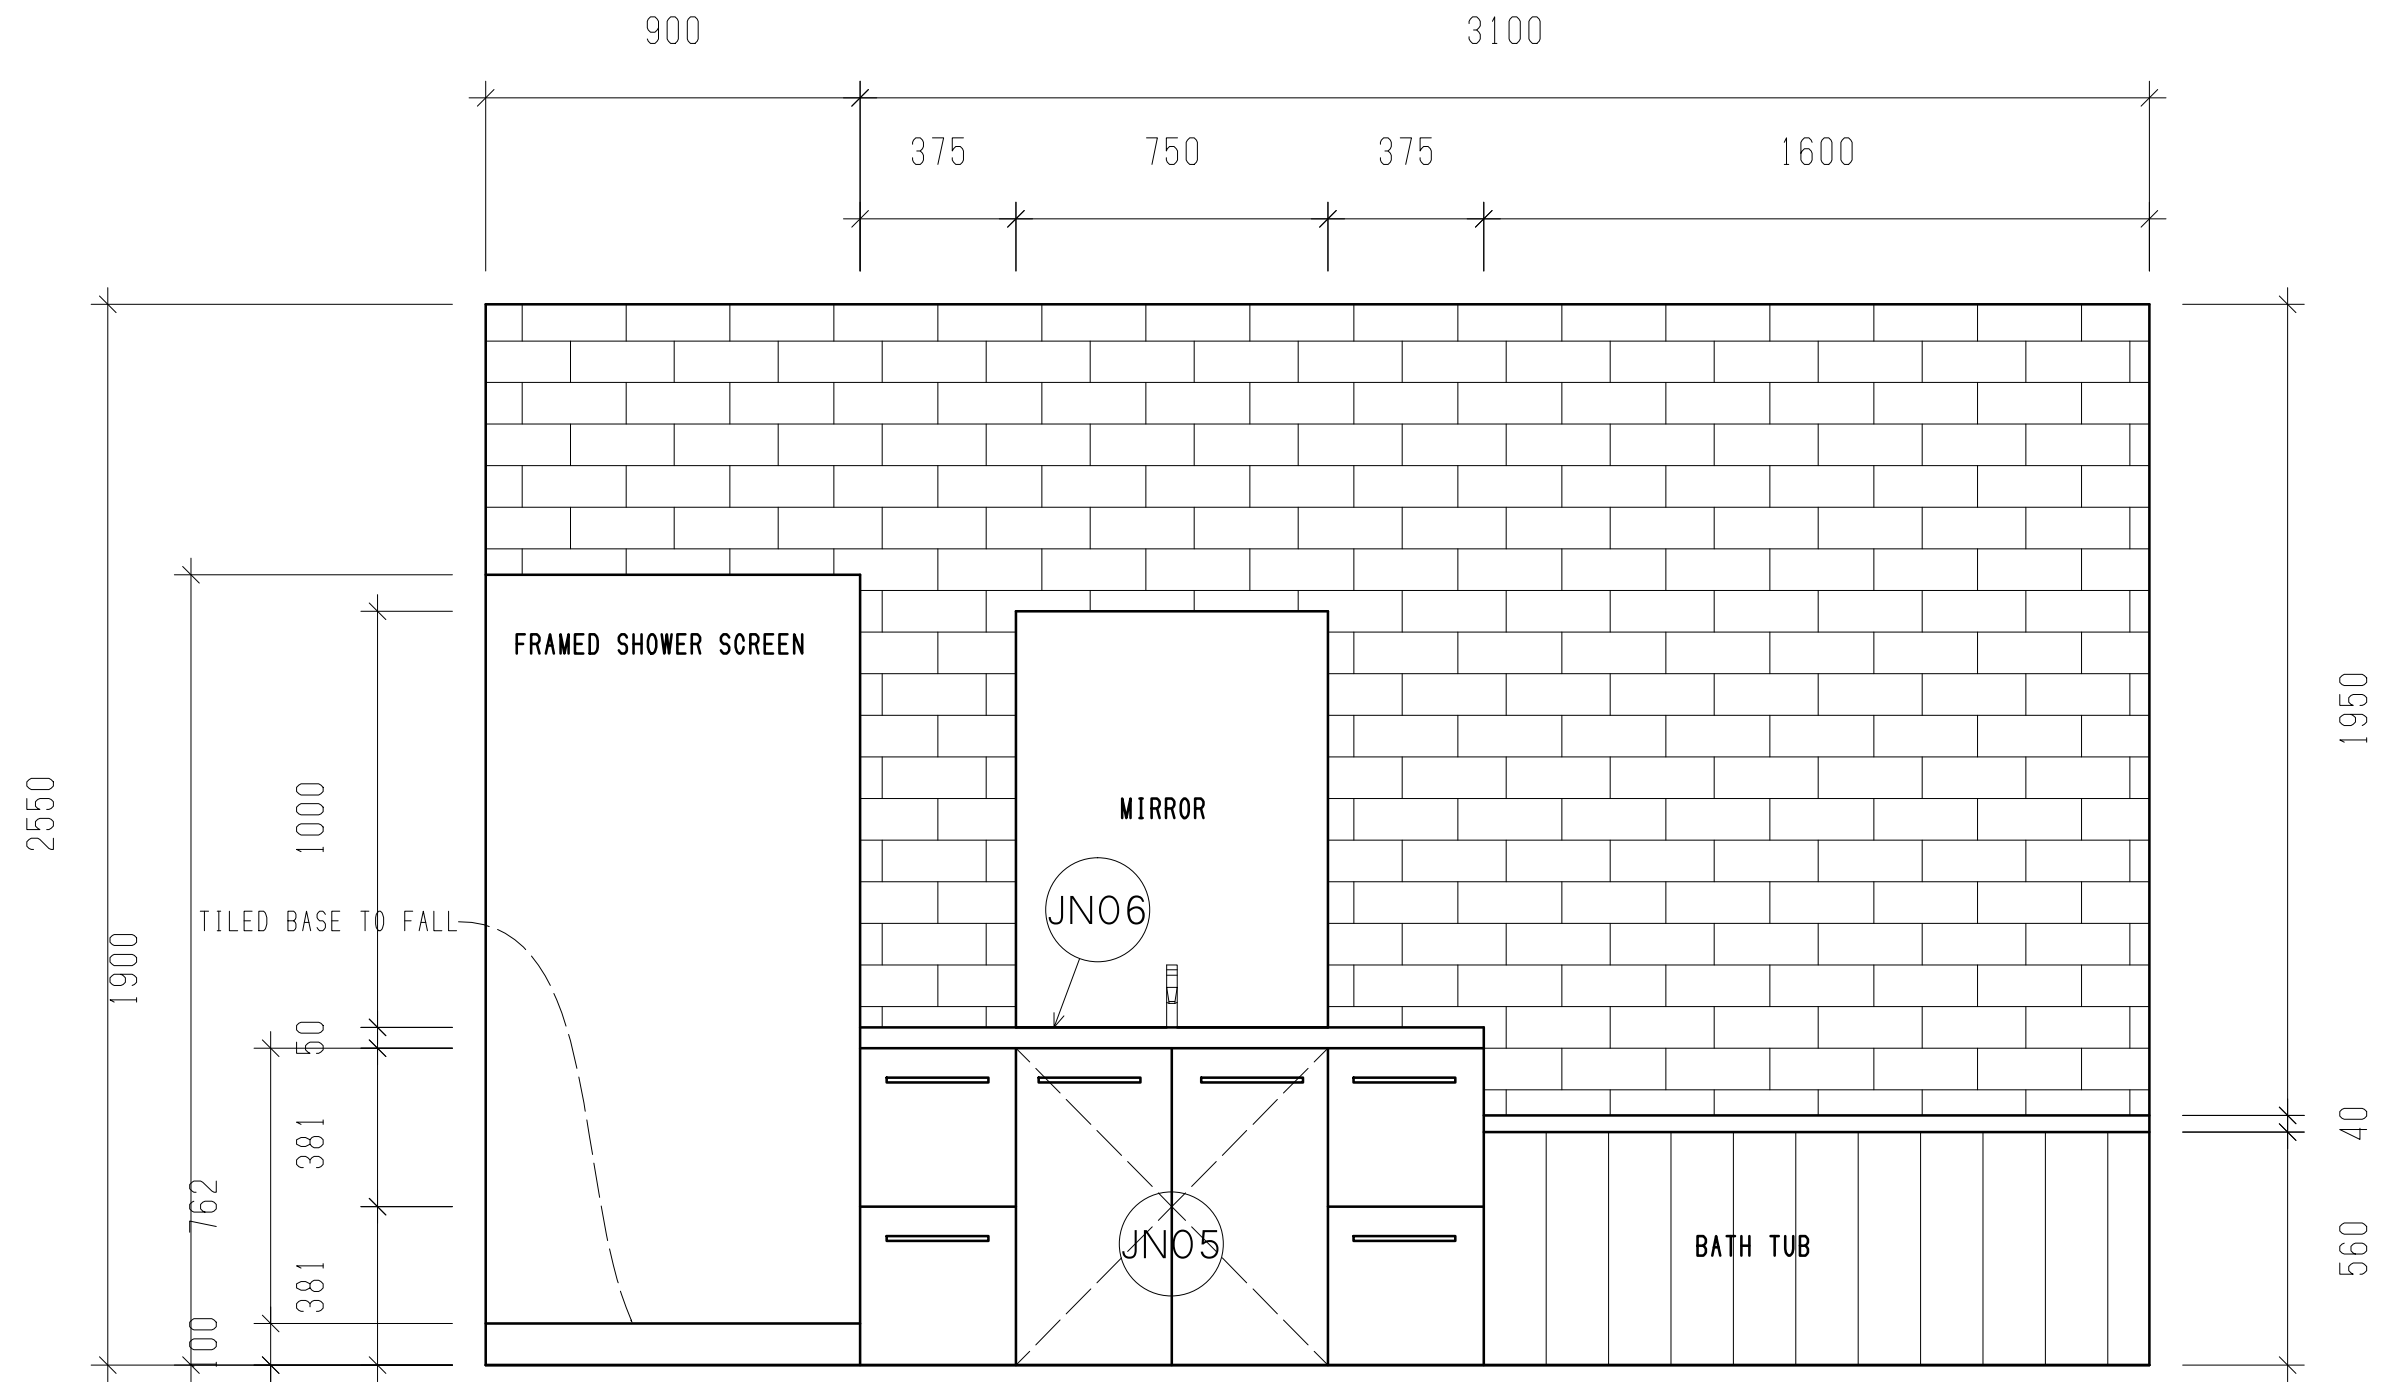 900 3100
375 750 375 1600
FRAMED SHOWER SCREEN
1950
2550
1000
MIRROR
TILED BASE TO FALL
JN06
1900
50
381
40
762
JN05
BATH TUB
560
381
100